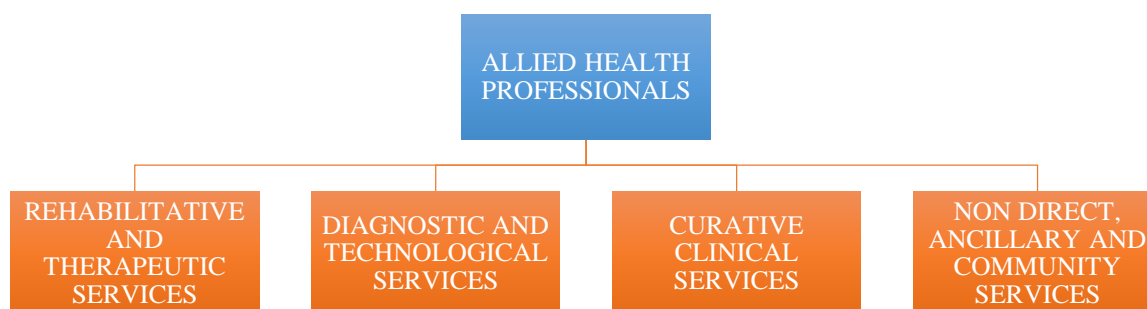 ALLIED HEALTH
PROFESSIONALS
REHABILITATIVE
AND
THERAPEUTIC
SERVICES
DIAGNOSTIC AND
TECHNOLOGICAL
SERVICES
CURATIVE
CLINICAL
SERVICES
NON DIRECT,
ANCILLARY AND
COMMUNITY
SERVICES